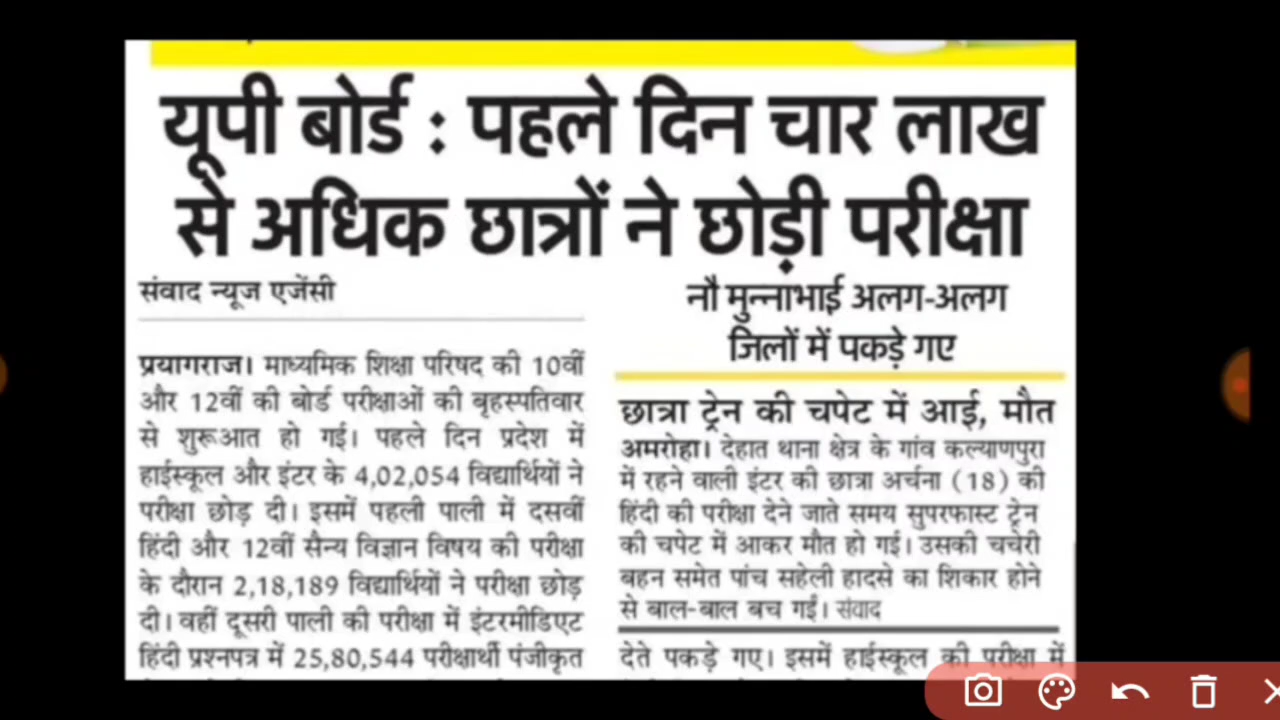 यूपी बोर्ड : पहले दिन चार लाख
से अधिक छात्रों ने छोड़ी परीक्षा
संवाद न्यूज एजेंसी
प्रयागराज। माध्यमिक शिक्षा परिषद की 10वीं
और 12वीं की बोर्ड परीक्षाओं की बृहस्पतिवार
से शुरूआत हो गई। पहले दिन प्रदेश में
हाईस्कूल और इंटर के 4,02,054 विद्यार्थियों ने
परीक्षा छोड़ दी। इसमें पहली पाली में दसवीं
हिंदी और 12वीं सैन्य विज्ञान विषय की परीक्षा
के दौरान 2,18,189 विद्यार्थियों ने परीक्षा छोड़
दी। वहीं दूसरी पाली की परीक्षा में इंटरमीडिएट
हिंदी प्रश्नपत्र में 25,80,544 परीक्षार्थी पंजीकृत
नौ मुन्नाभाई अलग-अलग
जिलों में पकड़े गए
छात्रा ट्रेन की चपेट में आई, मौत
अमरोहा। देहात थाना क्षेत्र के गांव कल्याणपुरा
में रहने वाली इंटर की छात्रा अर्चना (18) की
हिंदी की परीक्षा देने जाते समय सुपरफास्ट ट्रेन
की चपेट में आकर मौत हो गई। उसकी चचेरी
बहन समेत पांच सहेली हादसे का शिकार होने
से बाल-बाल बच गईं। संवाद
देते पकड़े गए। इसमें हाईस्कूल की परीक्षा में